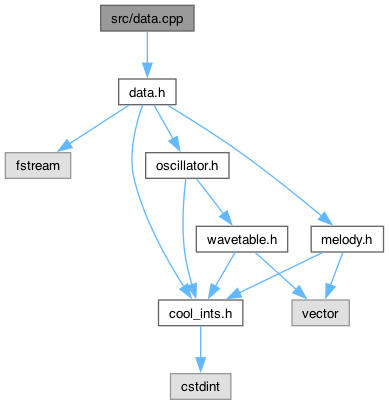 src/data.cpp
data.h
fstream
oscillator.h
wavetable.h
melody.h
cool_ints.h
vector
cstdint